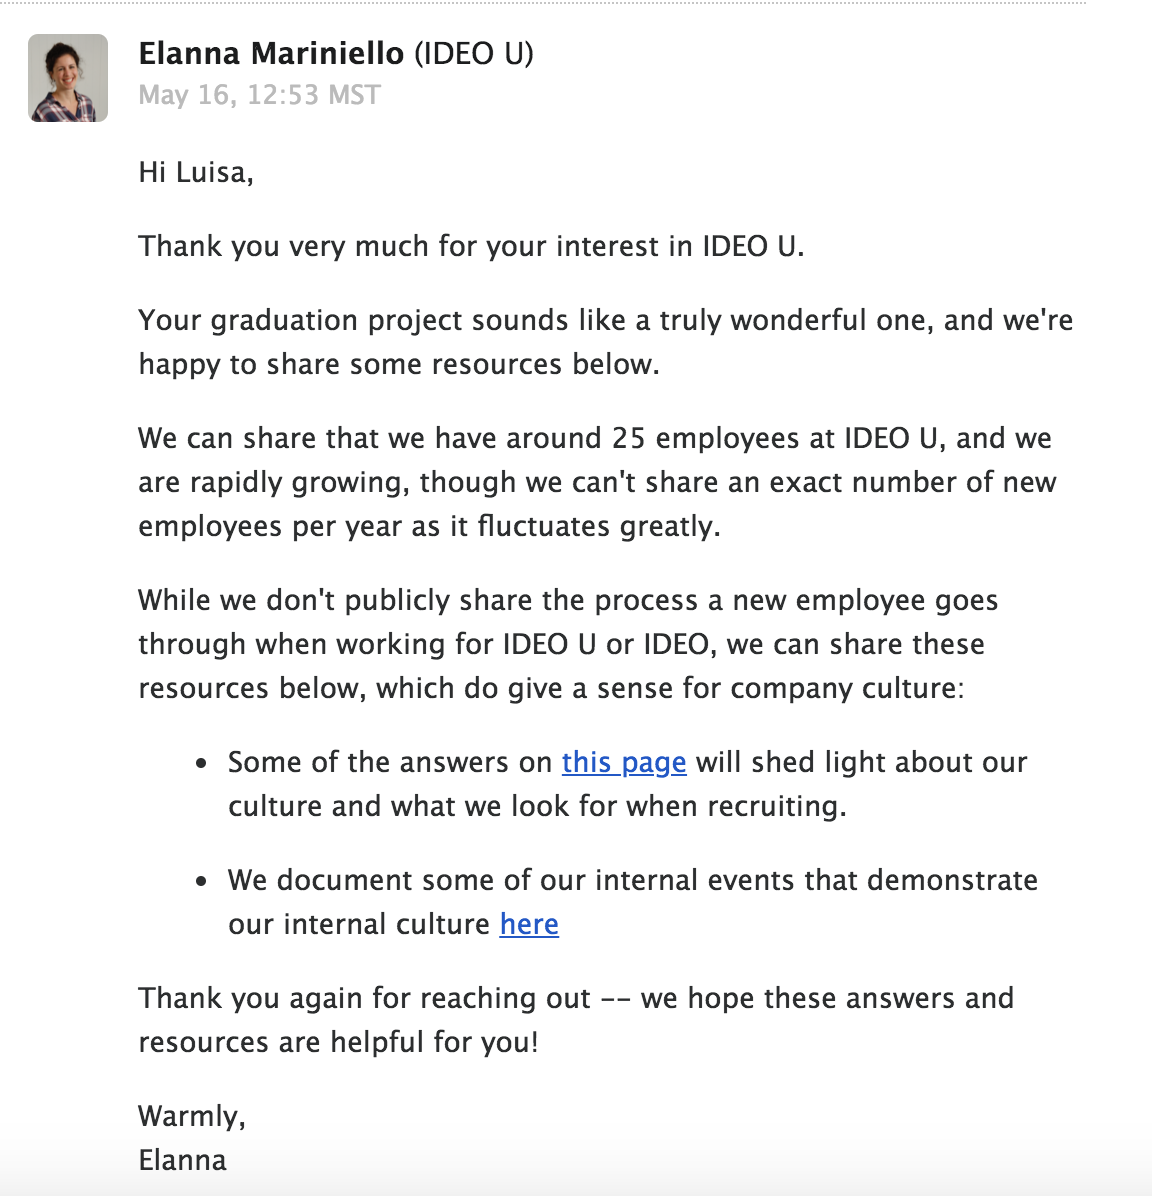 Elanna Mariniello (IDEO U)
May 16, 12:53 MST
Hi Luisa,
Thank you very much for your interest in IDEO U.
Your graduation project sounds like a truly wonderful one, and we're
happy to share some resources below.
We can share that we have around 25 employees at IDEO U, and we
are rapidly growing, though we can't share an exact number of new
employees per year as it fluctuates greatly.
While we don't publicly share the process a new employee goes
through when working for IDEO U or IDEO, we can share these
resources below, which do give a sense for company culture:
• Some of the answers on this page will shed light about our
culture and what we look for when recruiting.
• We document some of our internal events that demonstrate
our internal culture here
Thank you again for reaching out -- we hope these answers and
resources are helpful for you!
Warmly,
Elanna